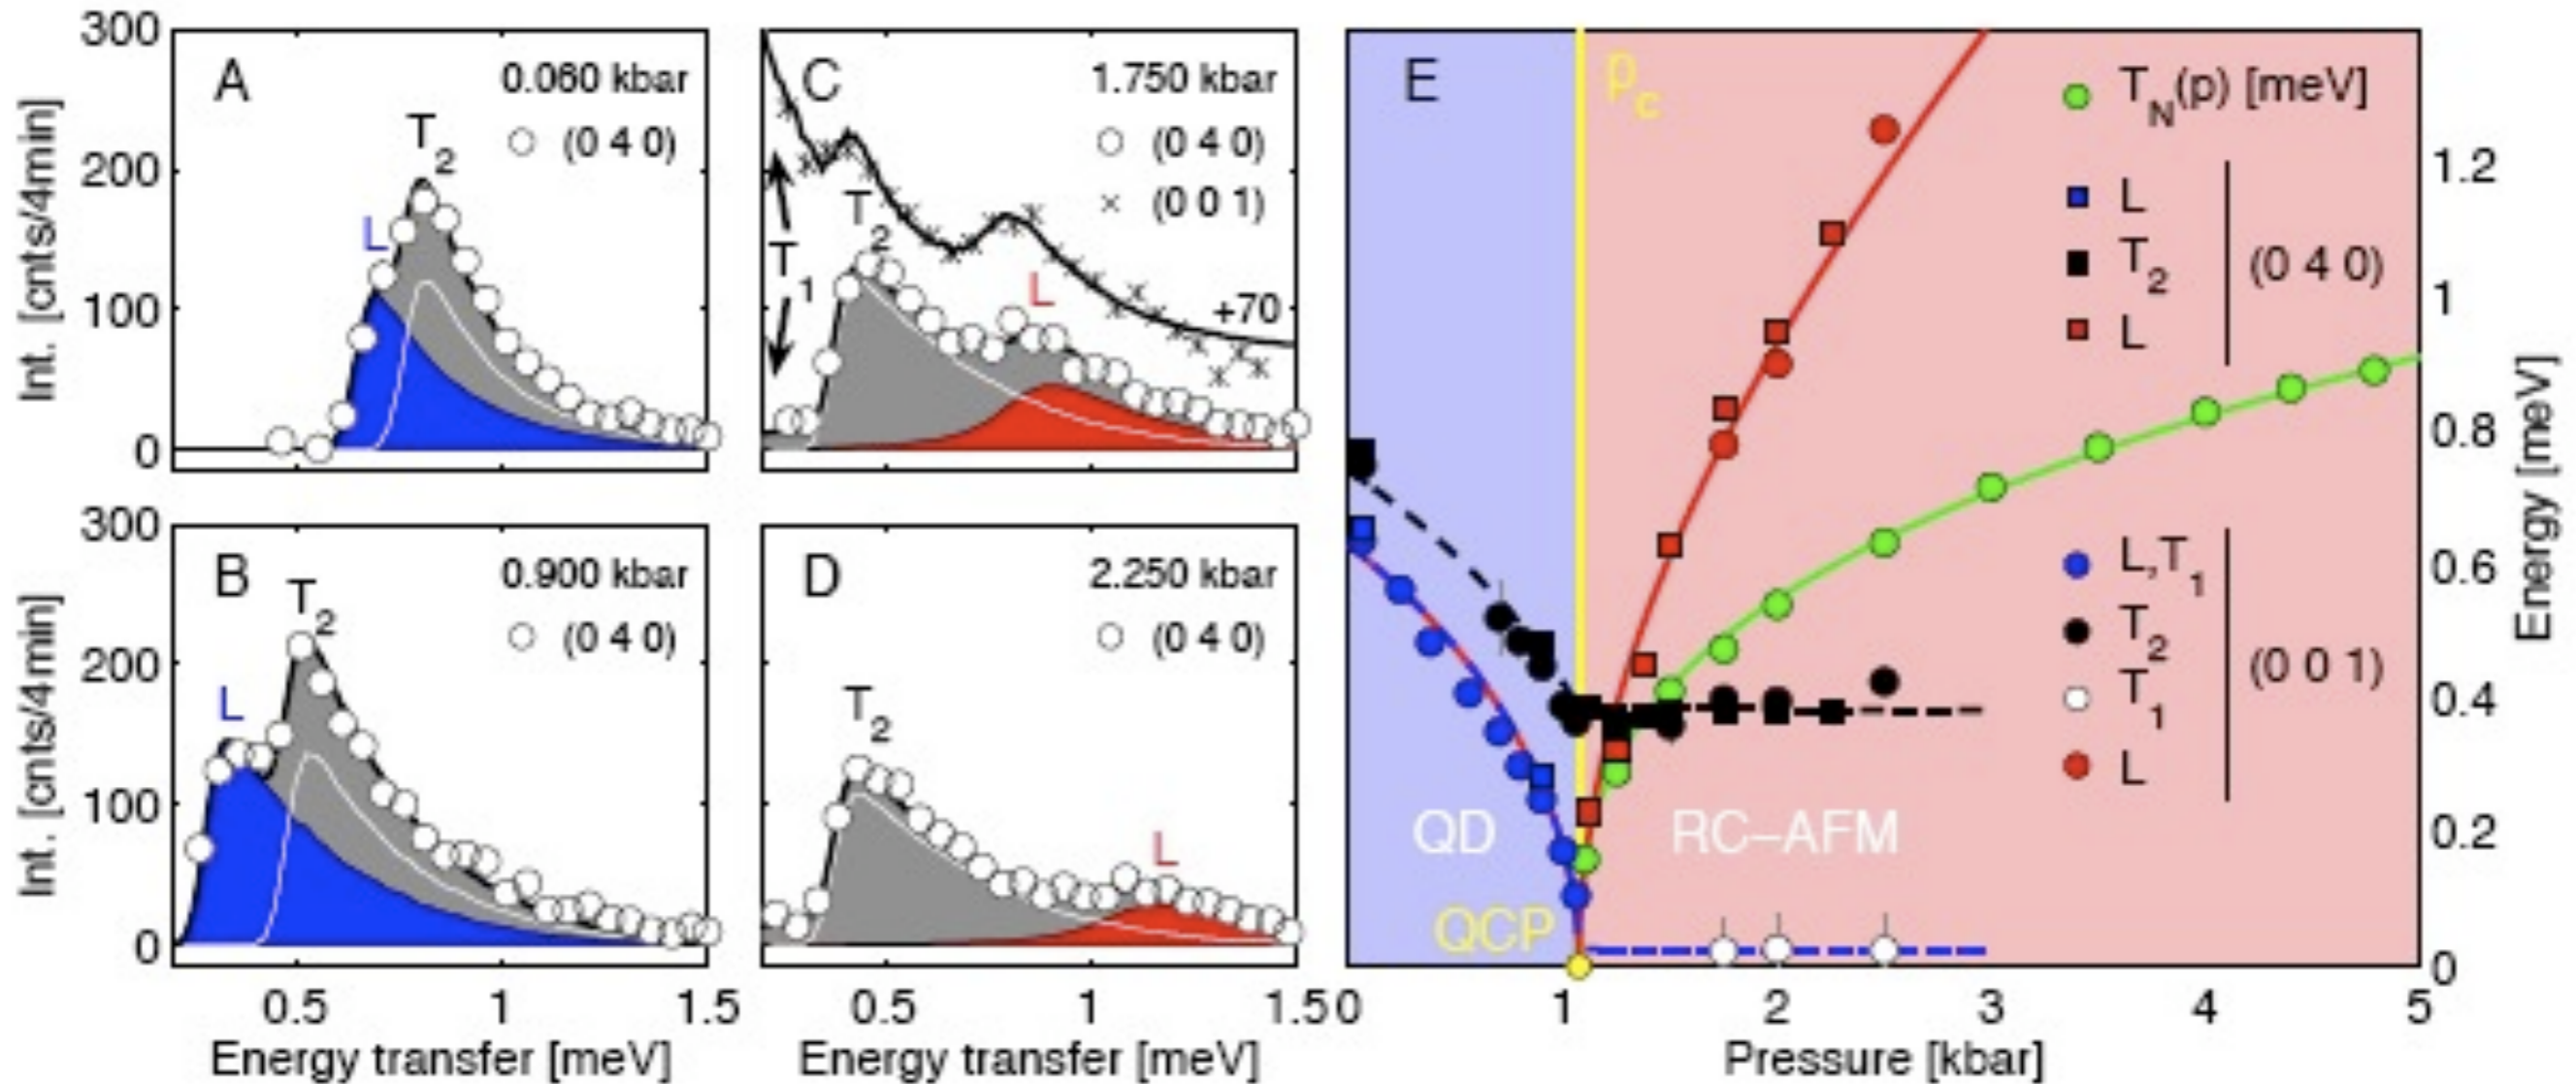 300
200
100
0
Int. [cnts/4min]
A
0.060 kbar
(0 4 0)
T2
L
C
1.750 kbar
(0 4 0)
(0 0 1)
T2
T1
L
+70
300
200
100
0
Int. [cnts/4min]
B
0.900 kbar
(0 4 0)
T2
L
0.5
1
1.5
Energy transfer [meV]
D
2.250 kbar
(0 4 0)
T2
L
0.5
1
1.5
Energy transfer [meV]
E
pc
TN(p) [meV]
L
T2
L
(0 4 0)
L,T1
T2
T1
L
(0 0 1)
QD
RC–AFM
QCP
1.2
1
0.8
0.6
0.4
0.2
0
Energy [meV]
0
1
2
3
4
5
Pressure [kbar]